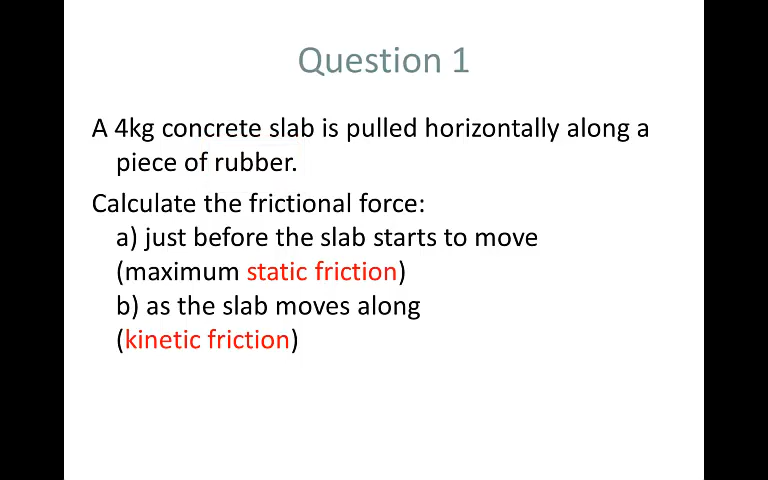 Question 1
A 4kg concrete slab is pulled horizontally along a
piece of rubber.
Calculate the frictional force:
a) just before the slab starts to move
(maximum static friction)
b) as the slab moves along
(kinetic friction)